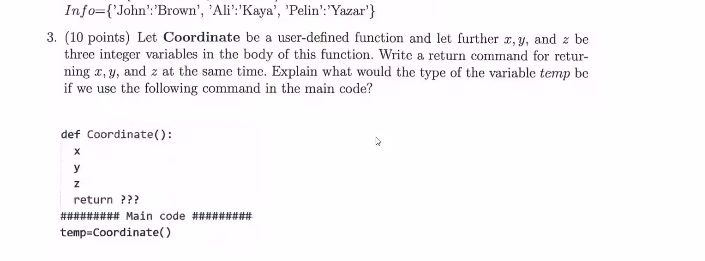 Info={'John':'Brown', 'Ali':'Kaya', 'Pelin':'Yazar'}
3. (10 points) Let Coordinate be a user-defined function and let further x, y, and z be
three integer variables in the body of this function. Write a return command for retur-
ning x, y, and z at the same time. Explain what would the type of the variable temp be
if we use the following command in the main code?
def Coordinate():
x
y
z
return ???
######### Main code #########
temp=Coordinate()